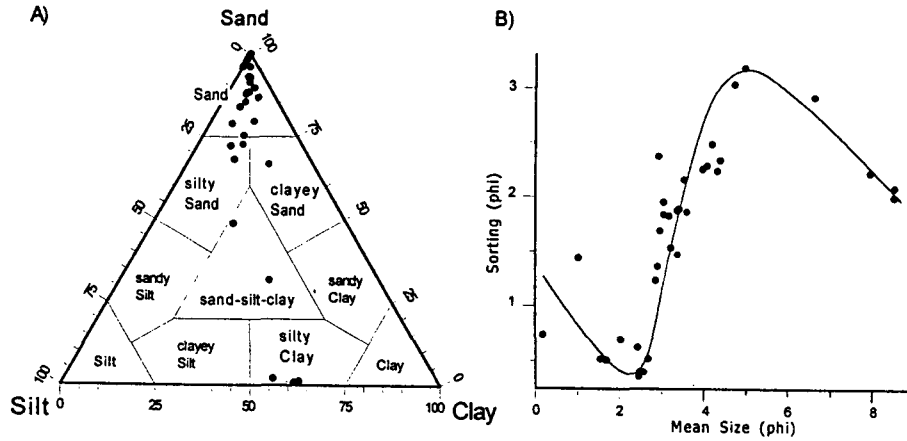 A)
Sand
0 100
Sand
25 75
silty
Sand
clayey
Sand
50 50
sandy
Silt
sandy
Clay
75 25
sand-silt-clay
Silt
clayey
Silt
silty
Clay
Clay
100 0
Silt 0 25 50 75 100 Clay
B)
3
2
1
Sorting (phi)
0 2 4 6 8
Mean Size (phi)